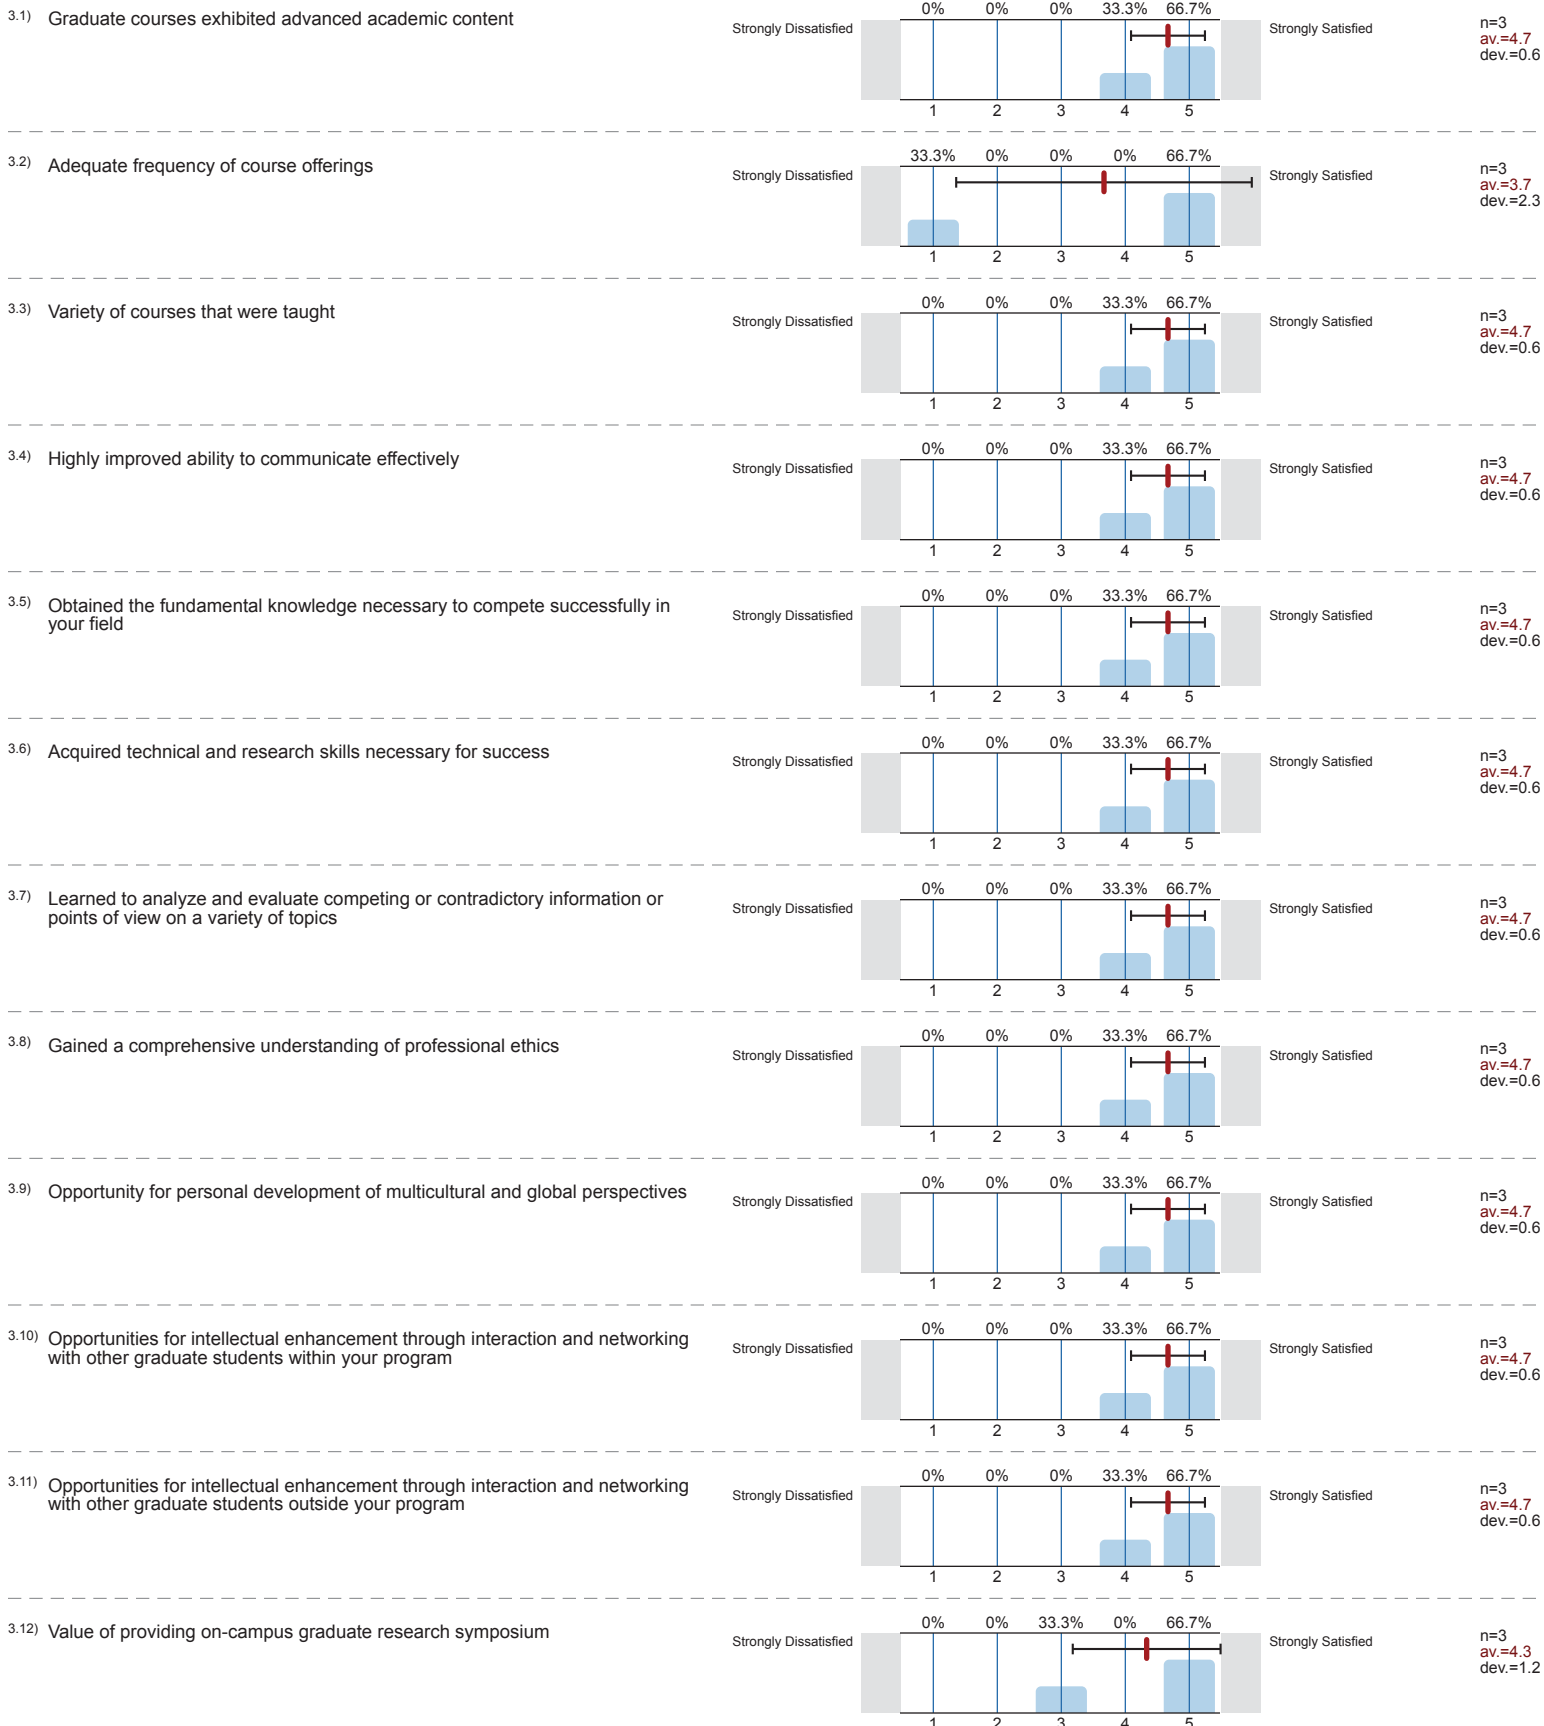 3.1) Graduate courses exhibited advanced academic content
0% 0% 0% 33.3% 66.7%
Strongly Dissatisfied Strongly Satisfied
n=3
av.=4.7
dev.=0.6
1 2 3 4 5
3.2) Adequate frequency of course offerings
33.3% 0% 0% 0% 66.7%
Strongly Dissatisfied Strongly Satisfied
n=3
av.=3.7
dev.=2.3
1 2 3 4 5
3.3) Variety of courses that were taught
0% 0% 0% 33.3% 66.7%
Strongly Dissatisfied Strongly Satisfied
n=3
av.=4.7
dev.=0.6
1 2 3 4 5
3.4) Highly improved ability to communicate effectively
0% 0% 0% 33.3% 66.7%
Strongly Dissatisfied Strongly Satisfied
n=3
av.=4.7
dev.=0.6
1 2 3 4 5
3.5) Obtained the fundamental knowledge necessary to compete successfully in
your field
0% 0% 0% 33.3% 66.7%
Strongly Dissatisfied Strongly Satisfied
n=3
av.=4.7
dev.=0.6
1 2 3 4 5
3.6) Acquired technical and research skills necessary for success
0% 0% 0% 33.3% 66.7%
Strongly Dissatisfied Strongly Satisfied
n=3
av.=4.7
dev.=0.6
1 2 3 4 5
3.7) Learned to analyze and evaluate competing or contradictory information or
points of view on a variety of topics
0% 0% 0% 33.3% 66.7%
Strongly Dissatisfied Strongly Satisfied
n=3
av.=4.7
dev.=0.6
1 2 3 4 5
3.8) Gained a comprehensive understanding of professional ethics
0% 0% 0% 33.3% 66.7%
Strongly Dissatisfied Strongly Satisfied
n=3
av.=4.7
dev.=0.6
1 2 3 4 5
3.9) Opportunity for personal development of multicultural and global perspectives
0% 0% 0% 33.3% 66.7%
Strongly Dissatisfied Strongly Satisfied
n=3
av.=4.7
dev.=0.6
1 2 3 4 5
3.10) Opportunities for intellectual enhancement through interaction and networking
with other graduate students within your program
0% 0% 0% 33.3% 66.7%
Strongly Dissatisfied Strongly Satisfied
n=3
av.=4.7
dev.=0.6
1 2 3 4 5
3.11) Opportunities for intellectual enhancement through interaction and networking
with other graduate students outside your program
0% 0% 0% 33.3% 66.7%
Strongly Dissatisfied Strongly Satisfied
n=3
av.=4.7
dev.=0.6
1 2 3 4 5
3.12) Value of providing on-campus graduate research symposium
0% 0% 33.3% 0% 66.7%
Strongly Dissatisfied Strongly Satisfied
n=3
av.=4.3
dev.=1.2
1 2 3 4 5